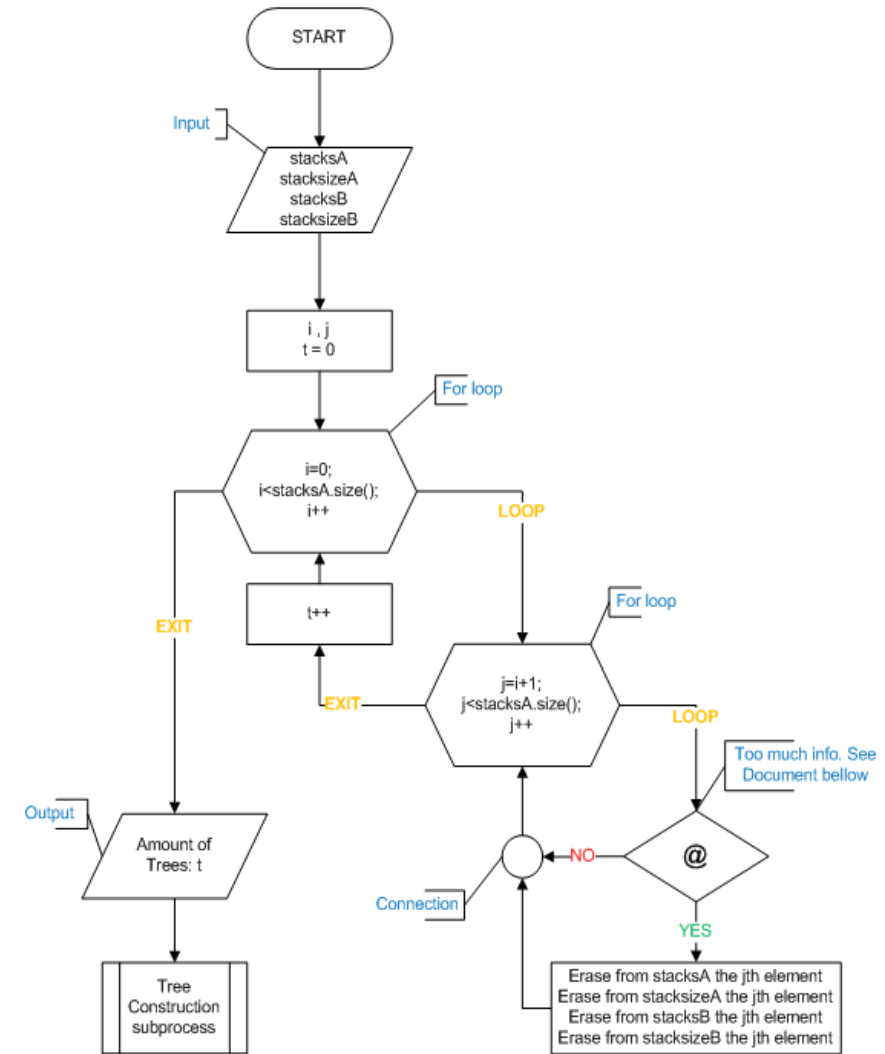 START
Input
stacksA
stacksizeA
stacksB
stacksizeB
i , j
t = 0
For loop
i=0;
i<stacksA.size();
i++
LOOP
t++
For loop
EXIT
j=i+1;
j<stacksA.size();
j++
EXIT
LOOP
Too much info. See
Document bellow
Output
Amount of
Trees: t
@
NO
Connection
YES
Tree
Construction
subprocess
Erase from stacksA the jth element
Erase from stacksizeA the jth element
Erase from stacksB the jth element
Erase from stacksizeB the jth element